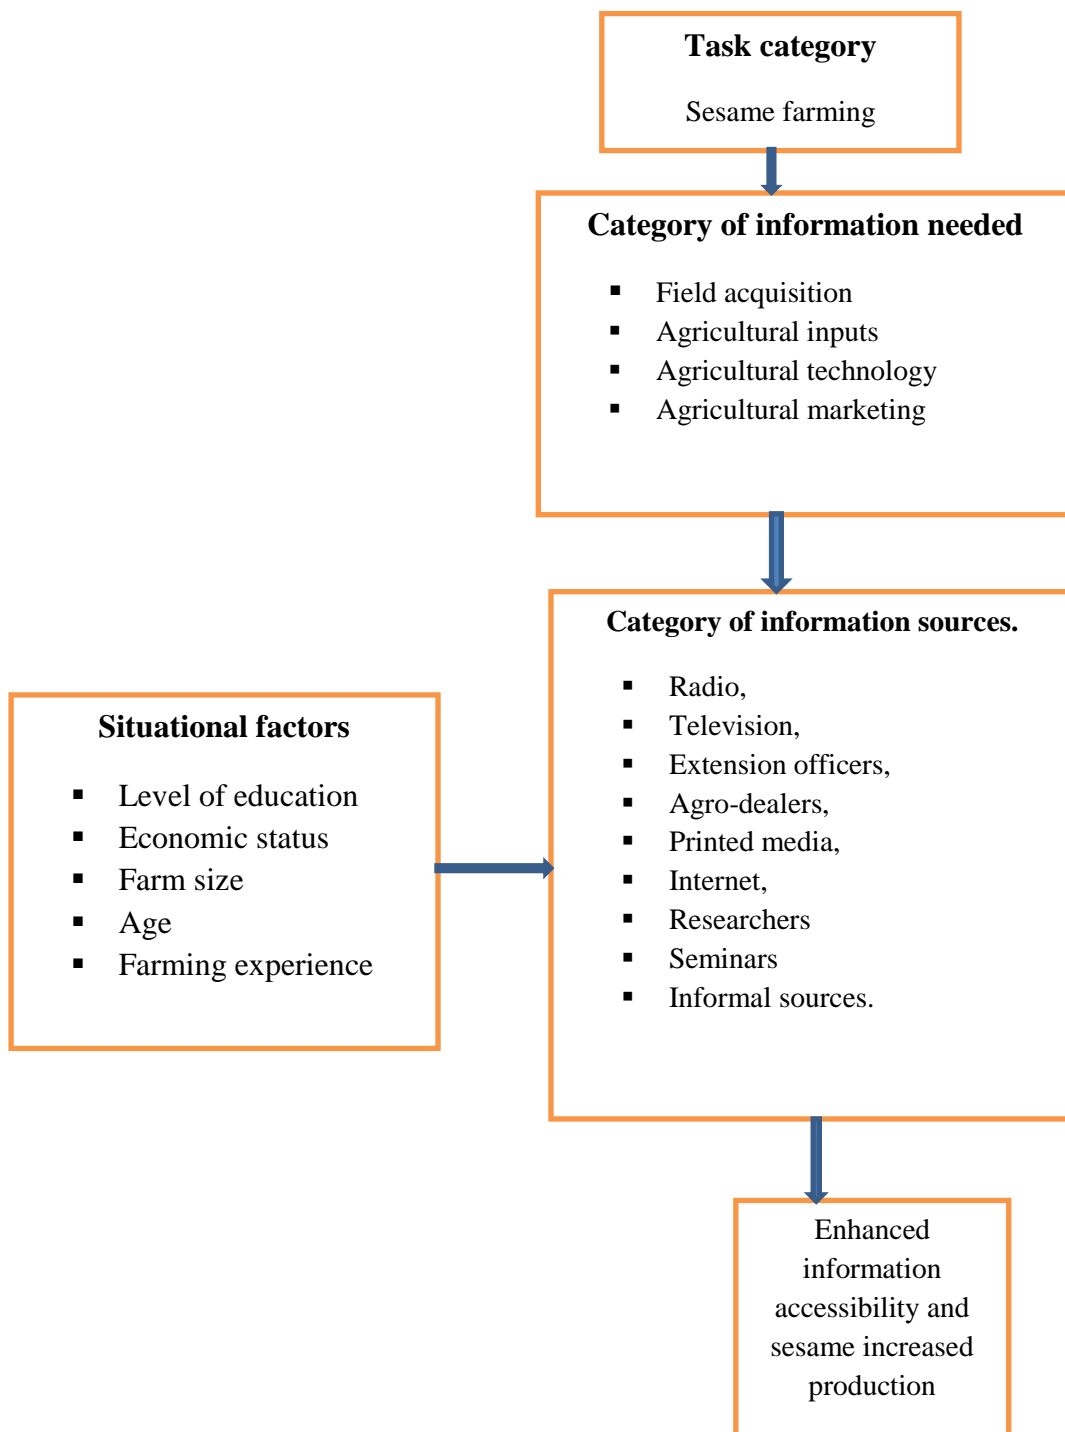 Task category
Sesame farming
Category of information needed
▪ Field acquisition
▪ Agricultural inputs
▪ Agricultural technology
▪ Agricultural marketing
Category of information sources.
▪ Radio,
▪ Television,
▪ Extension officers,
▪ Agro-dealers,
▪ Printed media,
▪ Internet,
▪ Researchers
▪ Seminars
▪ Informal sources.
Situational factors
▪ Level of education
▪ Economic status
▪ Farm size
▪ Age
▪ Farming experience
Enhanced
information
accessibility and
sesame increased
production